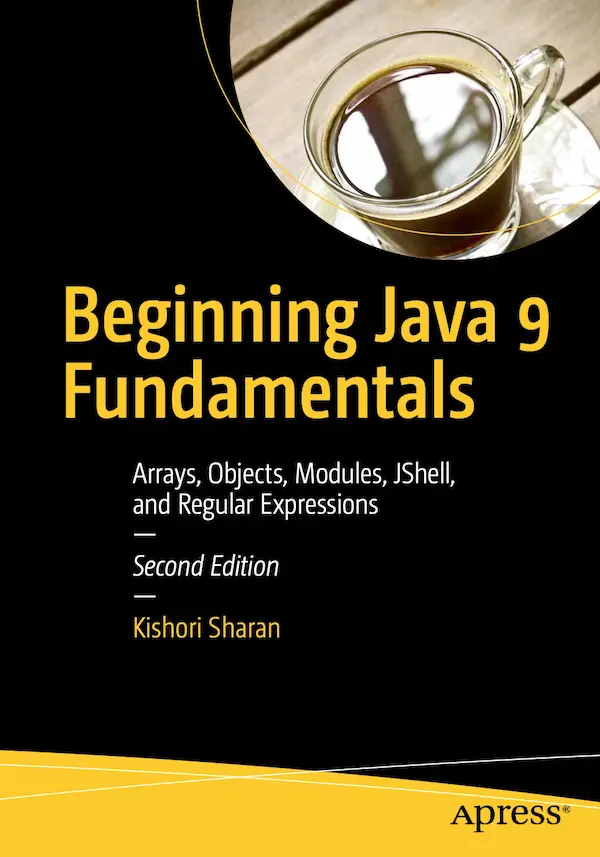 Beginning Java 9
Fundamentals
Arrays, Objects, Modules, JShell,
and Regular Expressions
—
Second Edition
—
Kishori Sharan
Apress®